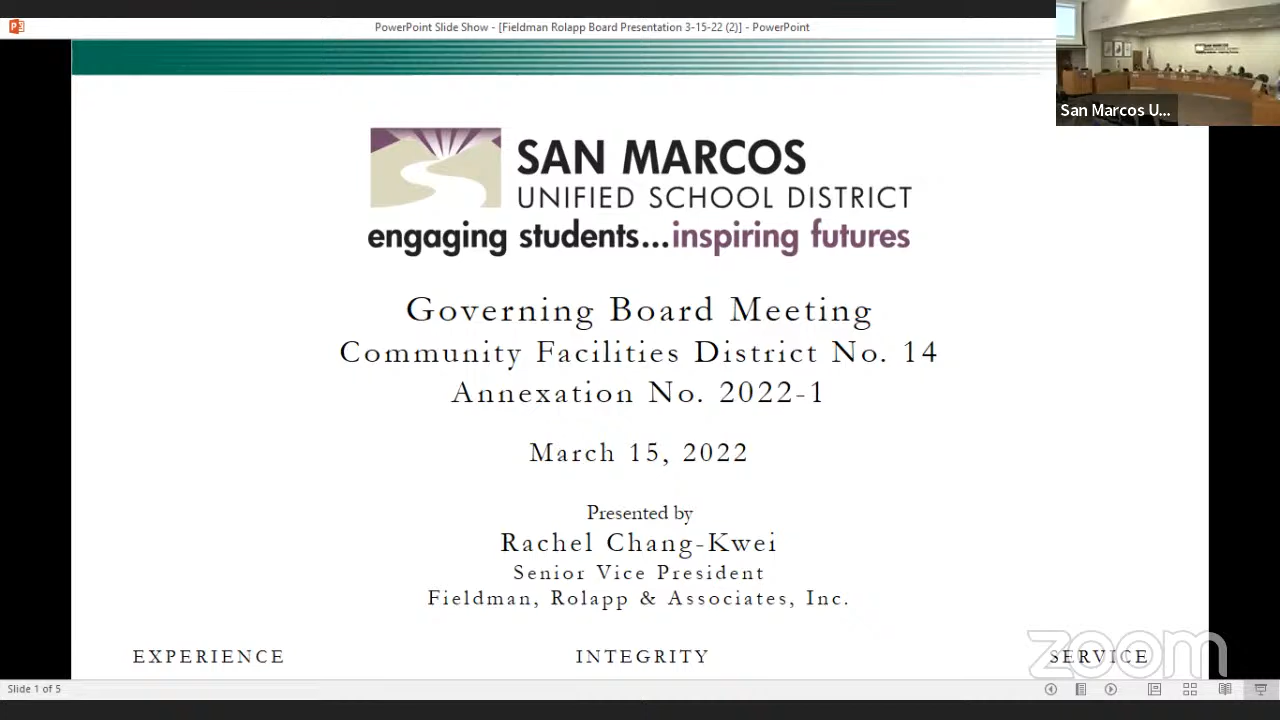 PowerPoint Slide Show - [Fieldman Rolapp Board Presentation 3-15-22 (2)] - PowerPoint
San Marcos U...
SAN MARCOS
UNIFIED SCHOOL DISTRICT
engaging students...inspiring futures
Governing Board Meeting
Community Facilities District No. 14
Annexation No. 2022-1
March 15, 2022
Presented by
Rachel Chang-Kwei
Senior Vice President
Fieldman, Rolapp & Associates, Inc.
EXPERIENCE INTEGRITY SERVICE
zoom
Slide 1 of 5